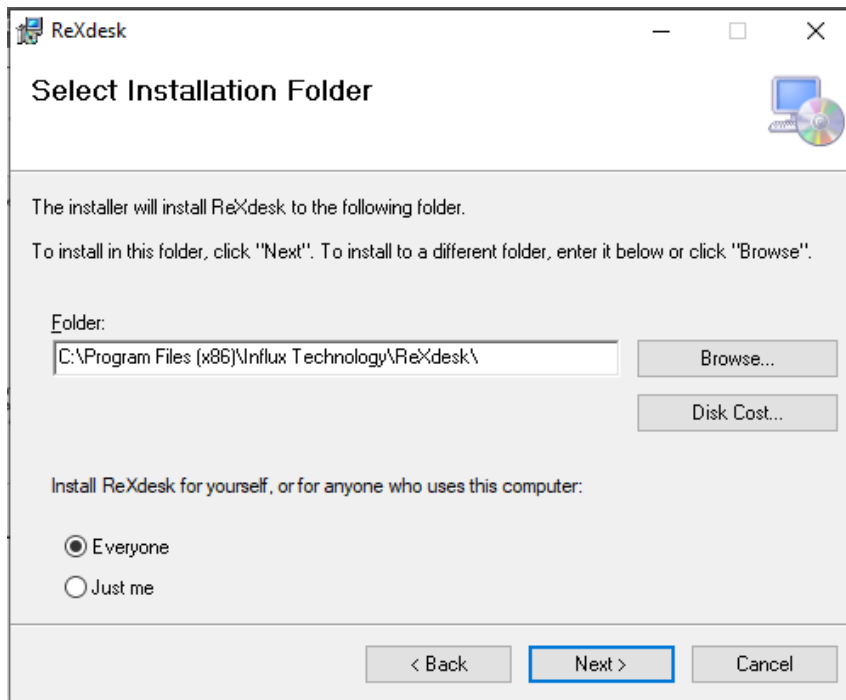 ReXdesk
Select Installation Folder
The installer will install ReXdesk to the following folder.
To install in this folder, click "Next". To install to a different folder, enter it below or click "Browse".
Folder:
C:\Program Files (x86)\Influx Technology\ReXdesk\
Browse...
Disk Cost...
Install ReXdesk for yourself, or for anyone who uses this computer:
Everyone
Just me
< Back
Next >
Cancel